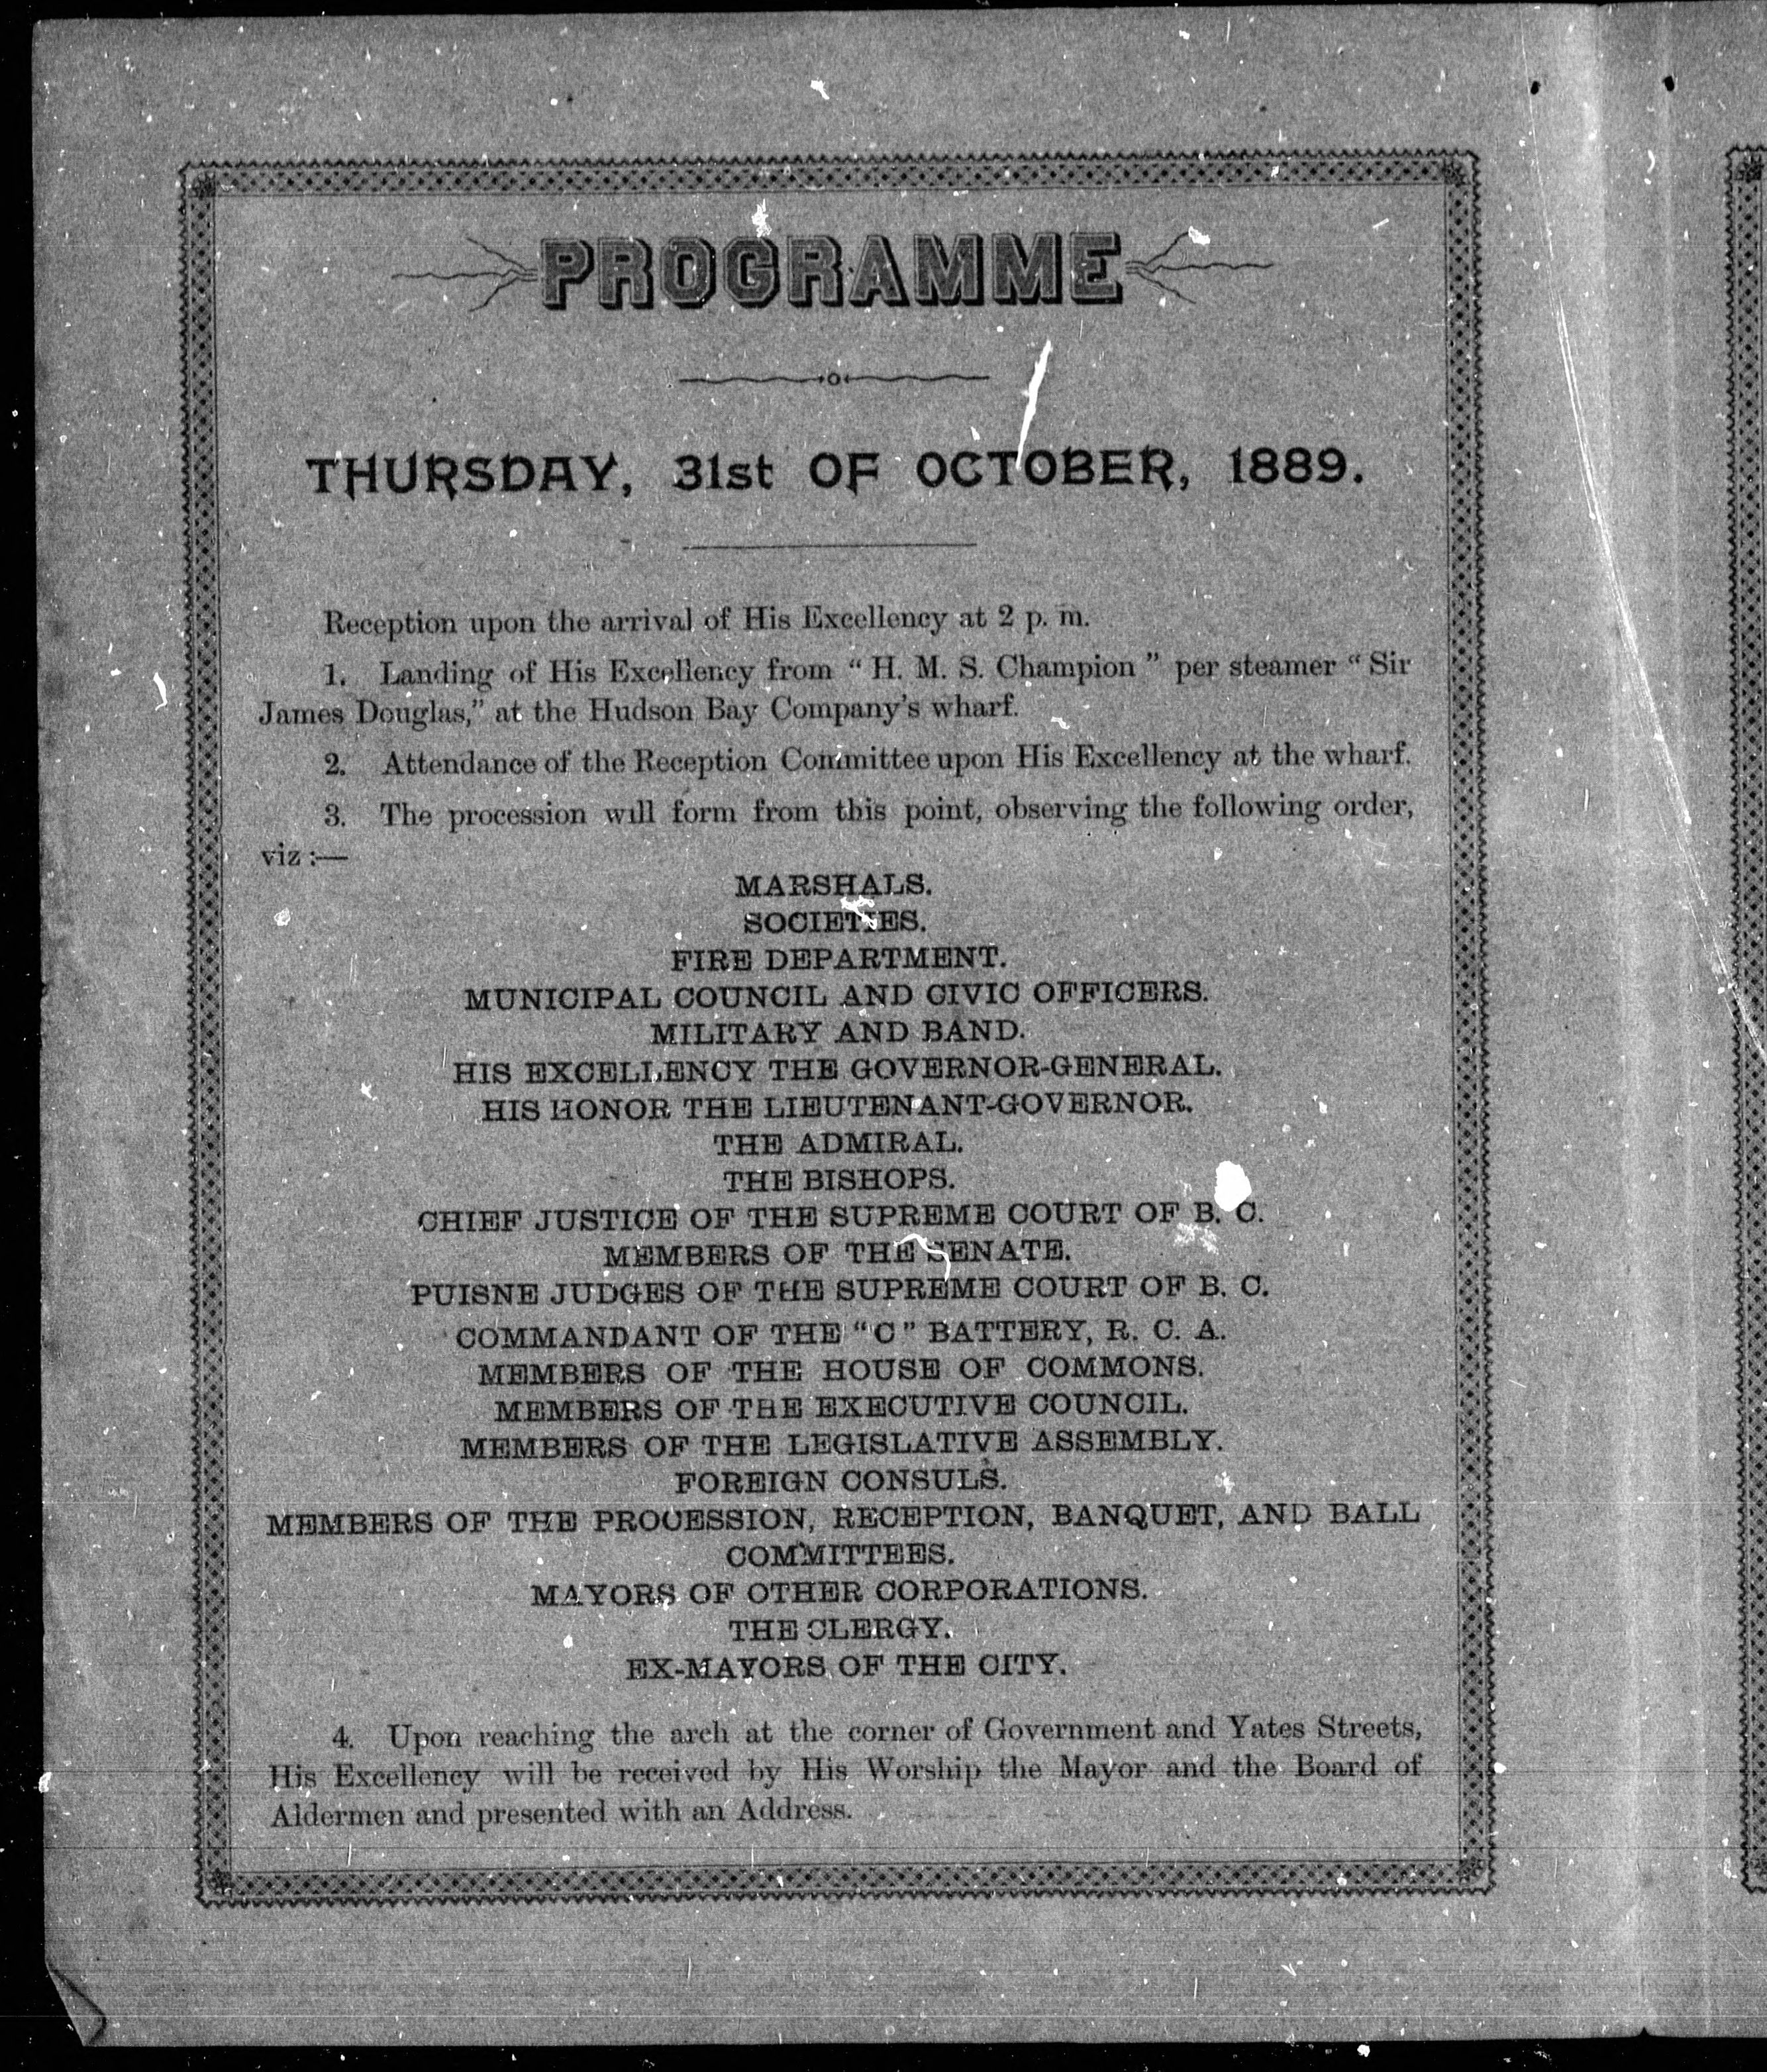 PROGRAMME
THURSDAY, 31st OF OCTOBER, 1889.
Reception upon the arrival of His Excellency at 2 p. m.
1. Landing of His Excellency from “ H. M. S. Champion ” per steamer “ Sir
James Douglas,” at the Hudson Bay Company’s wharf.
2. Attendance of the Reception Committee upon His Excellency at the wharf.
3. The procession will form from this point, observing the following order,
viz :—
MARSHALS.
SOCIETIES.
FIRE DEPARTMENT.
MUNICIPAL COUNCIL AND CIVIC OFFICERS.
MILITARY AND BAND.
HIS EXCELLENCY THE GOVERNOR-GENERAL.
HIS HONOR THE LIEUTENANT-GOVERNOR.
THE ADMIRAL.
THE BISHOPS.
CHIEF JUSTICE OF THE SUPREME COURT OF B. C.
MEMBERS OF THE SENATE.
PUISNE JUDGES OF THE SUPREME COURT OF B. C.
COMMANDANT OF THE “C” BATTERY, R. C. A.
MEMBERS OF THE HOUSE OF COMMONS.
MEMBERS OF THE EXECUTIVE COUNCIL.
MEMBERS OF THE LEGISLATIVE ASSEMBLY.
FOREIGN CONSULS.
MEMBERS OF THE PROCESSION, RECEPTION, BANQUET, AND BALL
COMMITTEES.
MAYORS OF OTHER CORPORATIONS.
THE CLERGY.
EX-MAYORS OF THE CITY.
4. Upon reaching the arch at the corner of Government and Yates Streets,
His Excellency will be received by His Worship the Mayor and the Board of
Aldermen and presented with an Address.